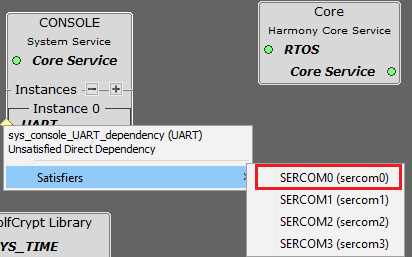 CONSOLE
System Service
Core Service
Instances
Instance 0
UART
sys_console_UART_dependency (UART)
Unsatisfied Direct Dependency
Satisfiers
SERCOM0 (sercom0)
SERCOM1 (sercom1)
SERCOM2 (sercom2)
SERCOM3 (sercom3)
Core
Harmony Core Service
RTOS
Core Service
olfCrypt Library
YS_TIME